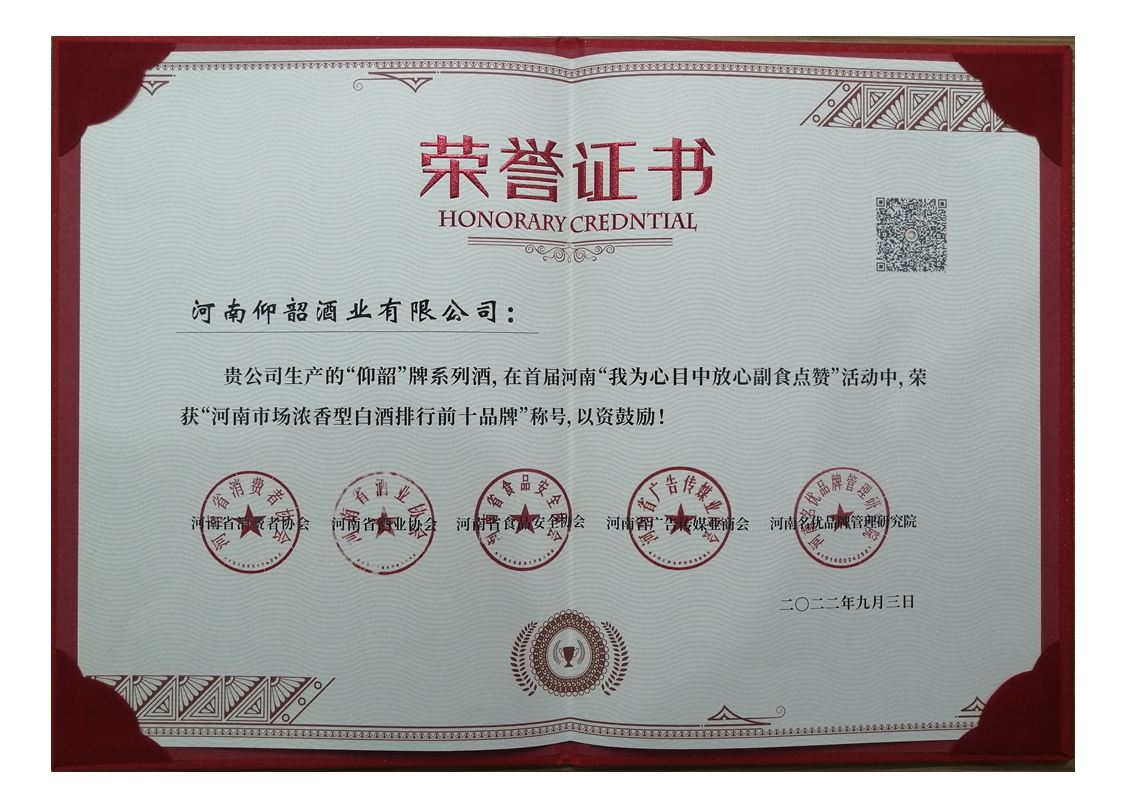 荣誉证书
HONORARY CREDNTIAL
河南仰韶酒业有限公司：
贵公司生产的“仰韶”牌系列酒，在首届河南“我为心目中放心副食点赞”活动中，荣
获“河南市场浓香型白酒排行前十品牌”称号，以资鼓励！
河南省消费者协会 河南省酒业协会 河南省食品安全协会 河南省广告传媒业商会 河南名优品牌管理研究院
二〇二二年九月三日